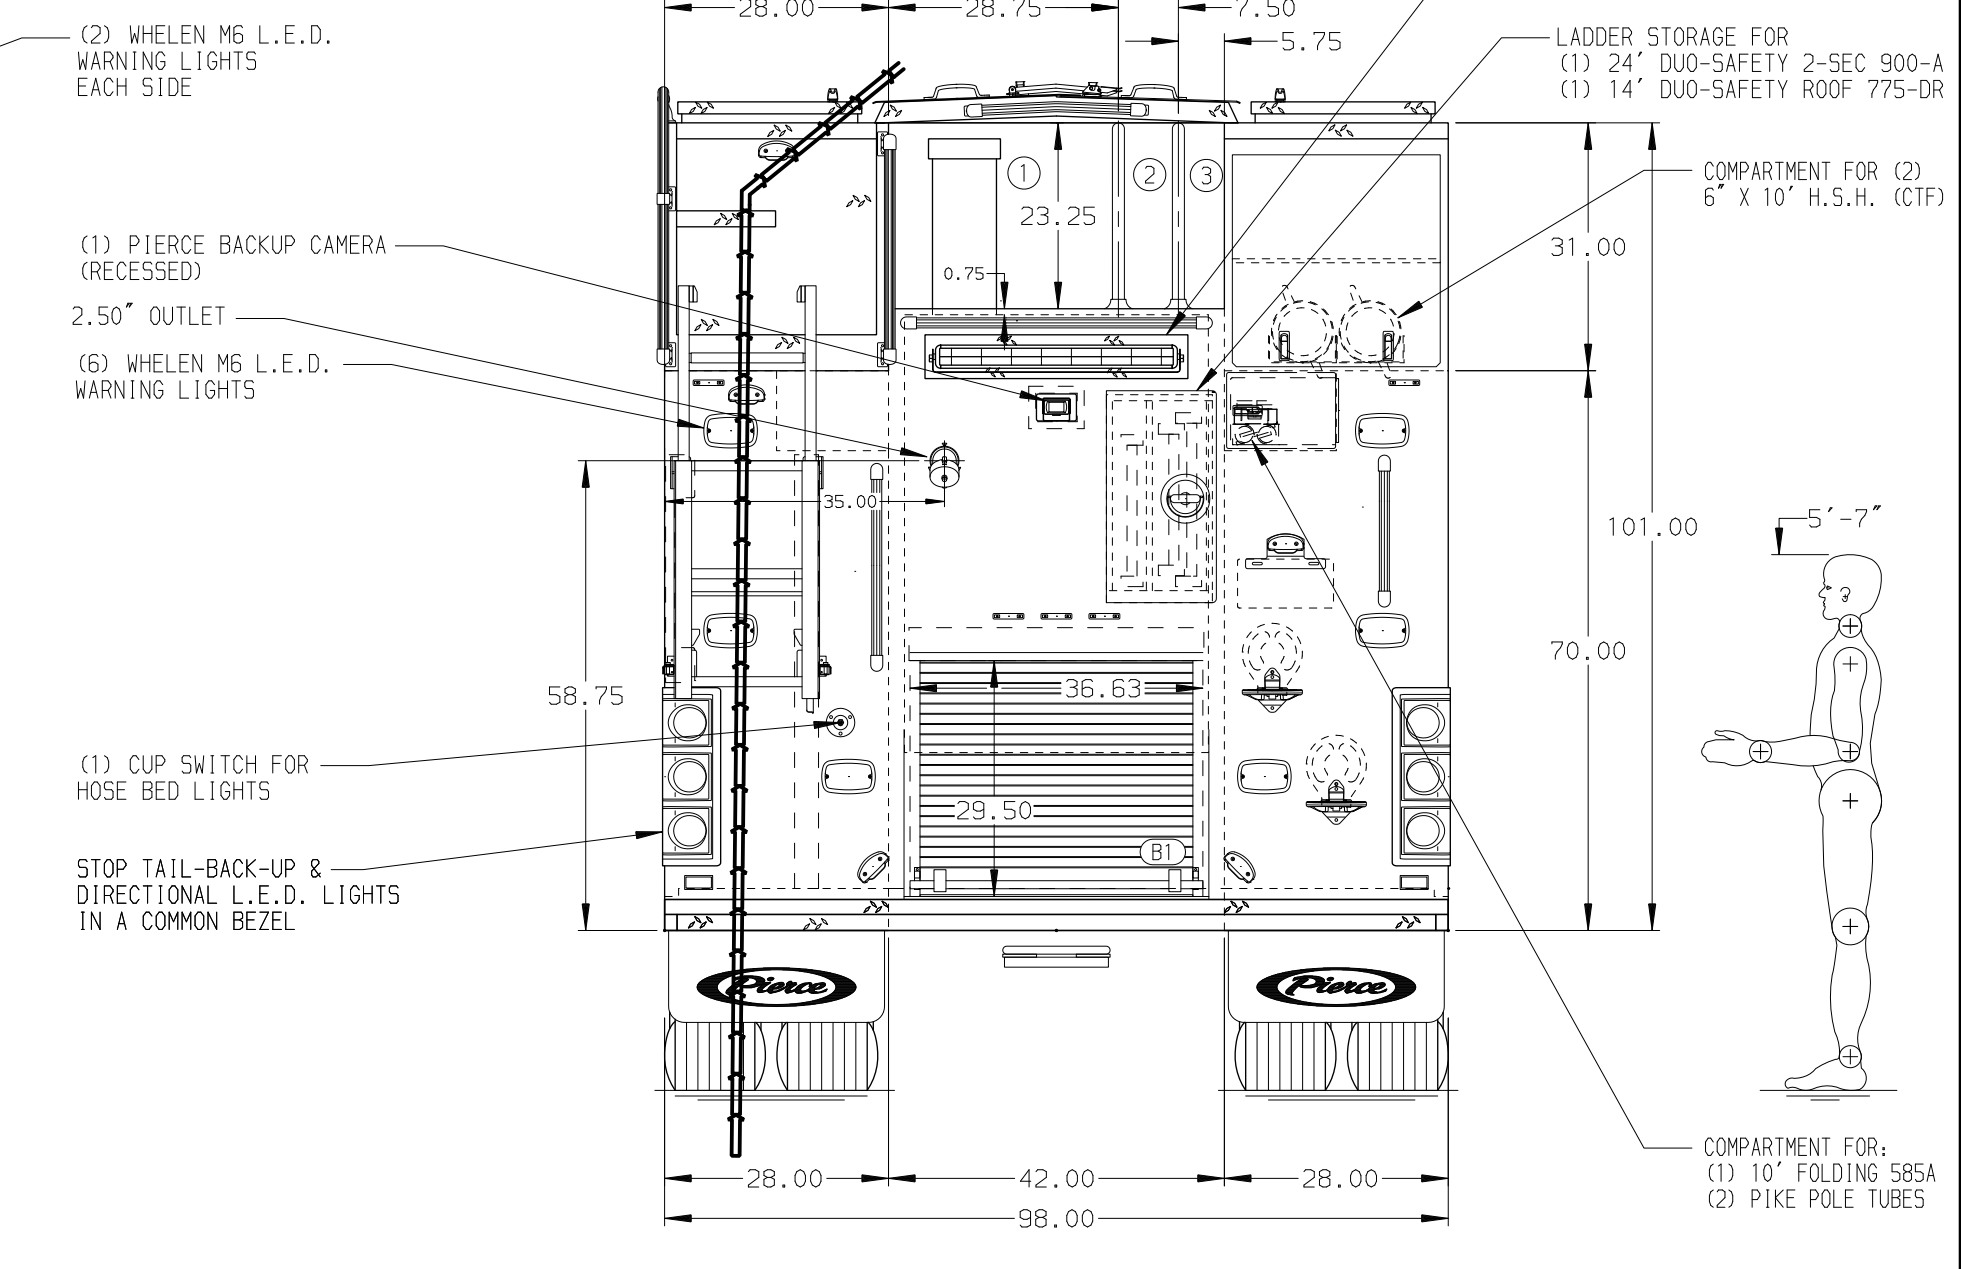 28.00
28.75
7.50
5.75
(2) WHELEN M6 L.E.D.
WARNING LIGHTS
EACH SIDE
LADDER STORAGE FOR
(1) 24' DUO-SAFETY 2-SEC 900-A
(1) 14' DUO-SAFETY ROOF 775-DR
COMPARTMENT FOR (2)
6" X 10' H.S.H. (CTF)
1
2
3
23.25
31.00
(1) PIERCE BACKUP CAMERA
(RECESSED)
0.75
2.50" OUTLET
(6) WHELEN M6 L.E.D.
WARNING LIGHTS
35.00
101.00
5'-7"
58.75
36.63
70.00
(1) CUP SWITCH FOR
HOSE BED LIGHTS
29.50
B1
STOP TAIL-BACK-UP &
DIRECTIONAL L.E.D. LIGHTS
IN A COMMON BEZEL
Pierce
Pierce
COMPARTMENT FOR:
(1) 10' FOLDING 585A
(2) PIKE POLE TUBES
28.00
42.00
28.00
98.00